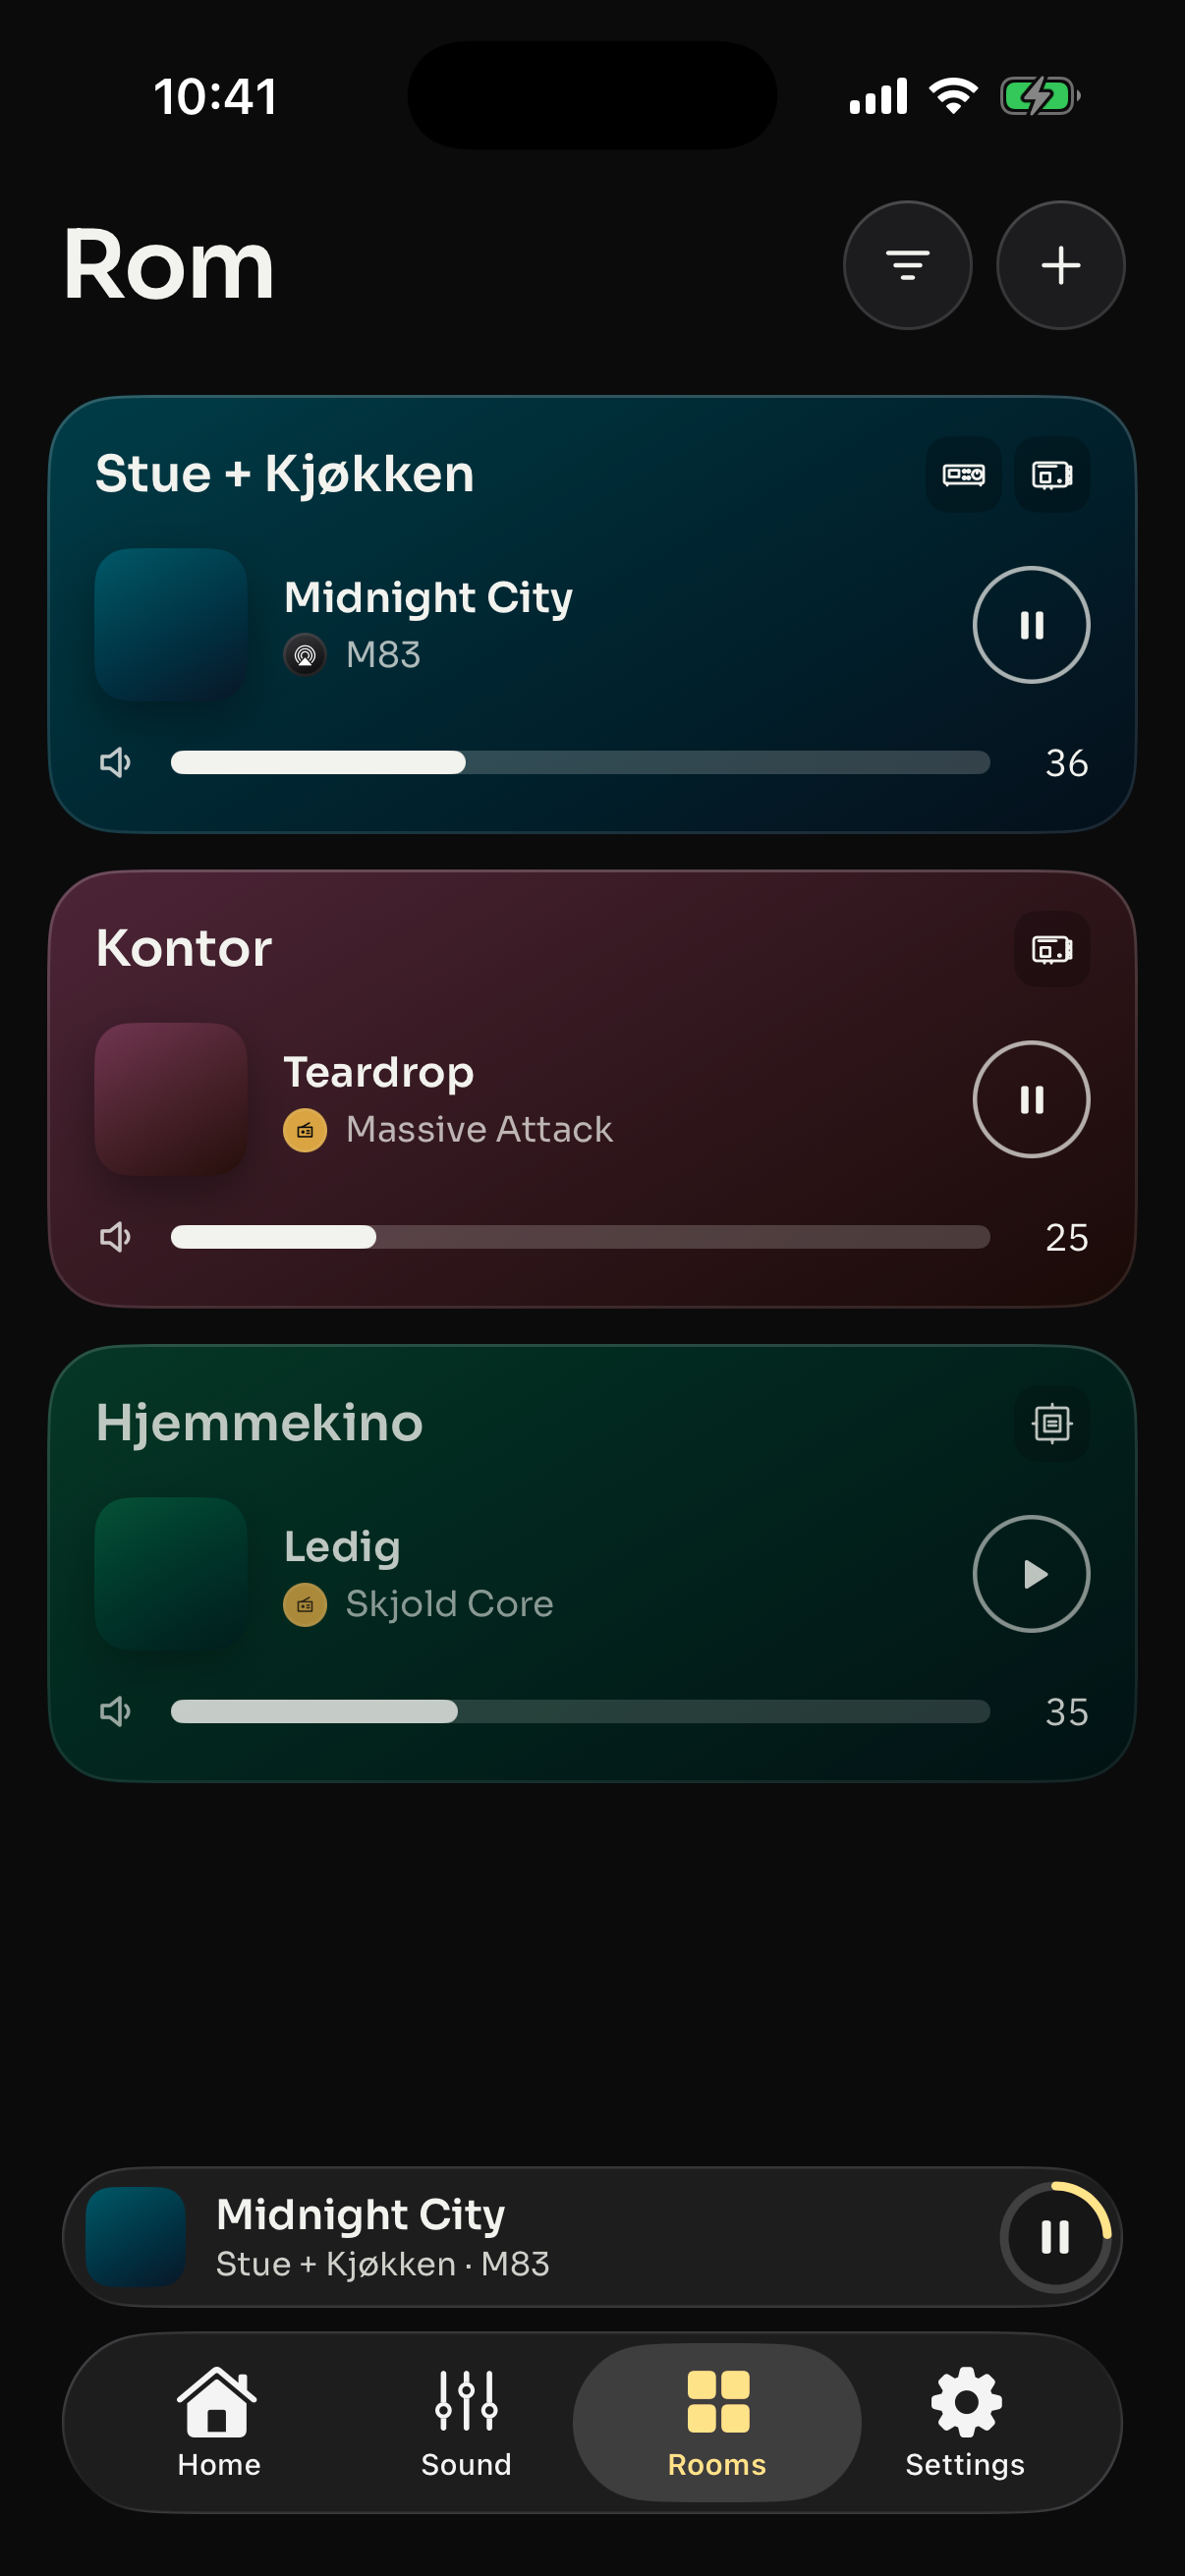 10:41
Rom
Stue + Kjøkken
Midnight City
M83
36
Kontor
Teardrop
Massive Attack
25
Hjemmekino
Ledig
Skjold Core
35
Midnight City
Stue + Kjøkken · M83
Home
Sound
Rooms
Settings